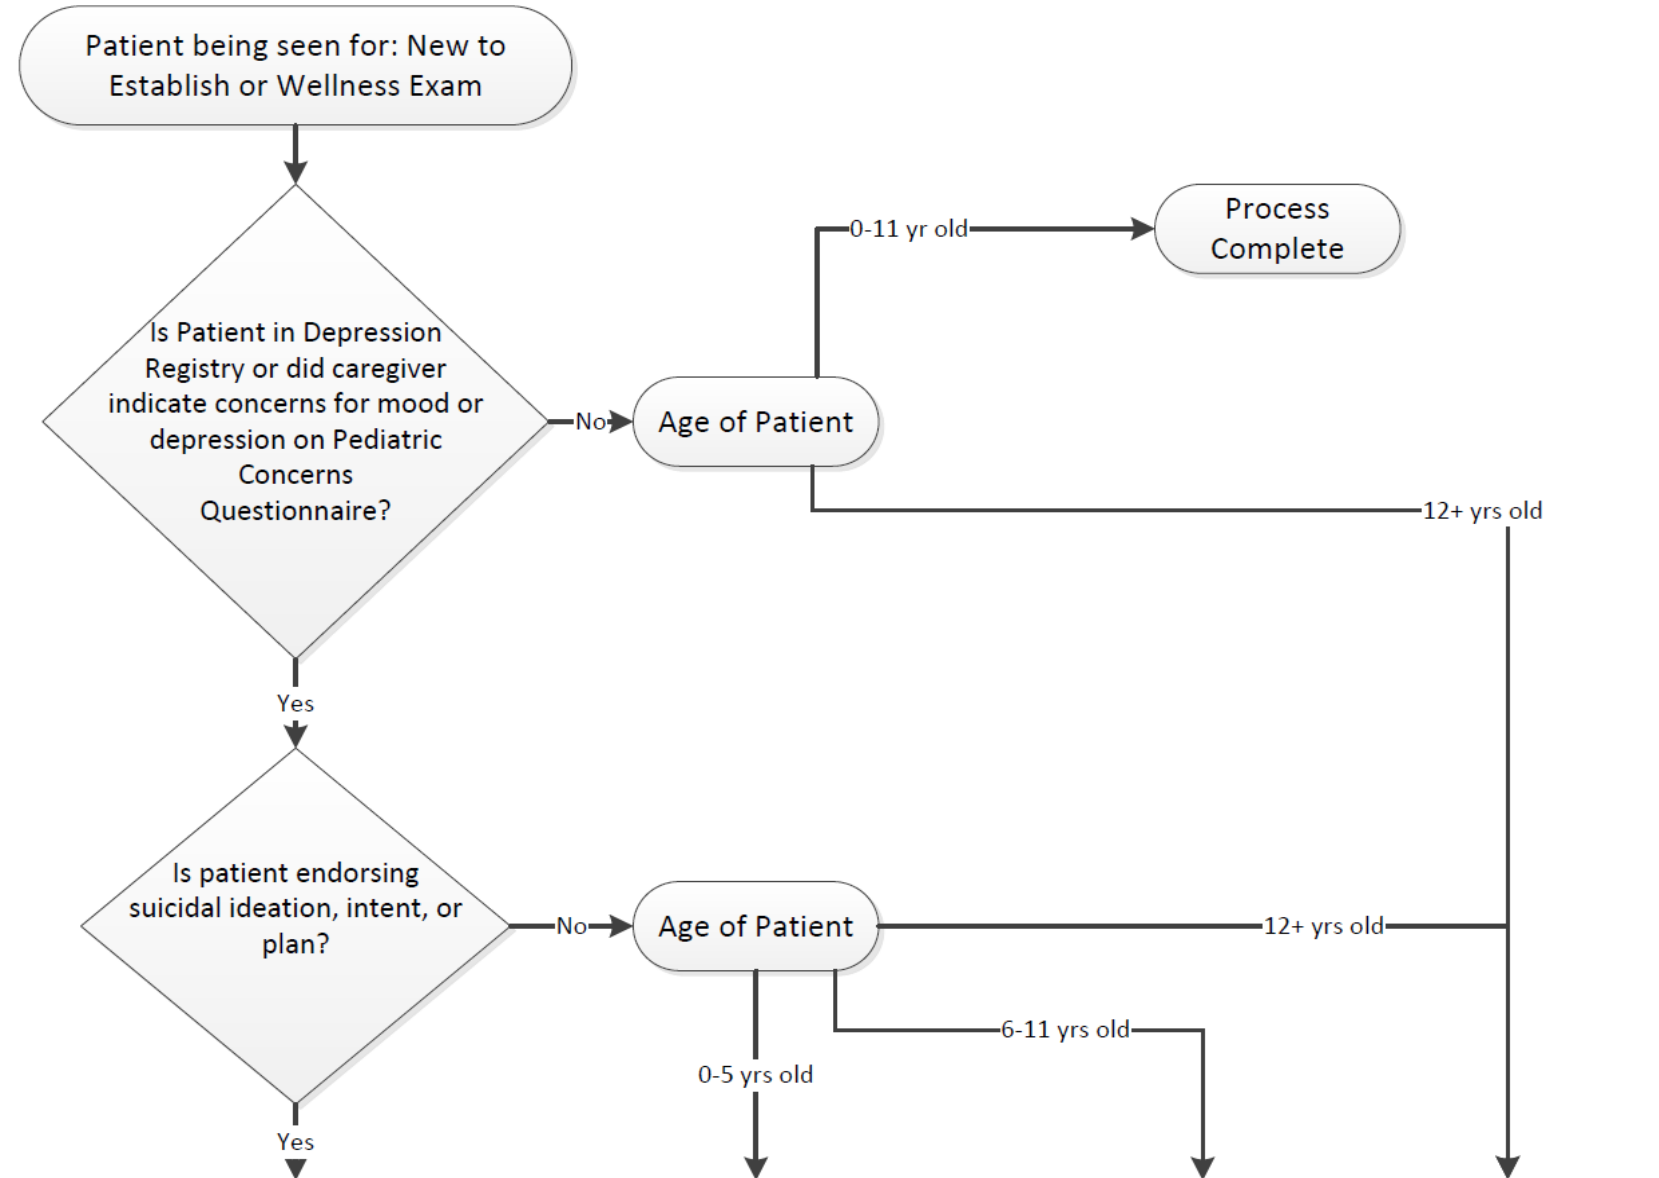 Patient being seen for: New to
Establish or Wellness Exam
0-11 yr old
Process
Complete
Is Patient in Depression
Registry or did caregiver
indicate concerns for mood or
depression on Pediatric
Concerns
Questionnaire?
No
Age of Patient
12+ yrs old
Yes
Is patient endorsing
suicidal ideation, intent, or
plan?
No
Age of Patient
12+ yrs old
6-11 yrs old
0-5 yrs old
Yes